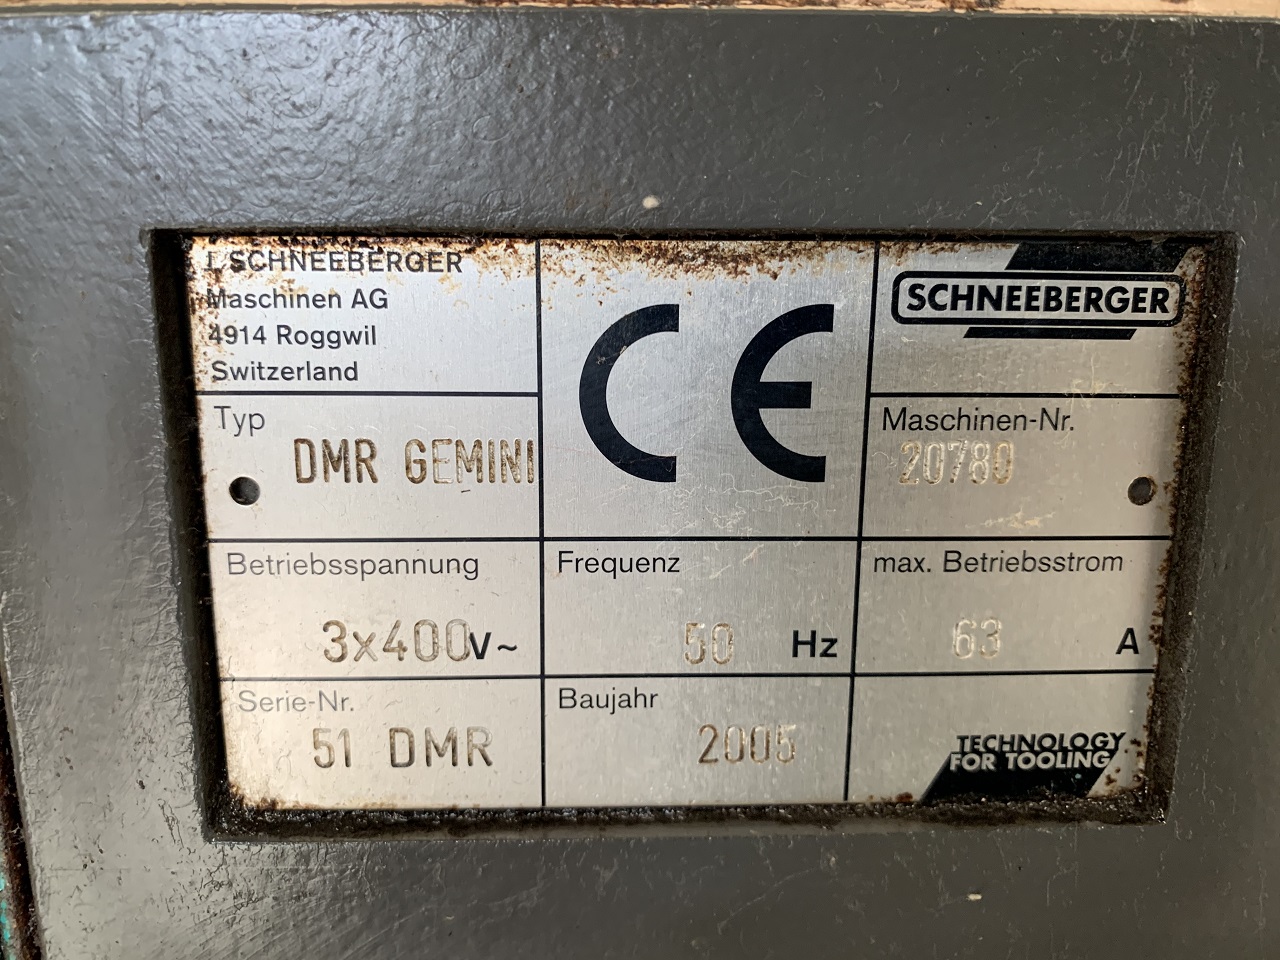 J. SCHNEEBERGER
Maschinen AG
4914 Roggwil
Switzerland
CE
SCHNEEBERGER
Typ
DMR GEMINI
Maschinen-Nr.
20780
Betriebsspannung
3x400V~
Frequenz
50 Hz
max. Betriebsstrom
63 A
Serie-Nr.
51 DMR
Baujahr
2005
TECHNOLOGY
FOR TOOLING